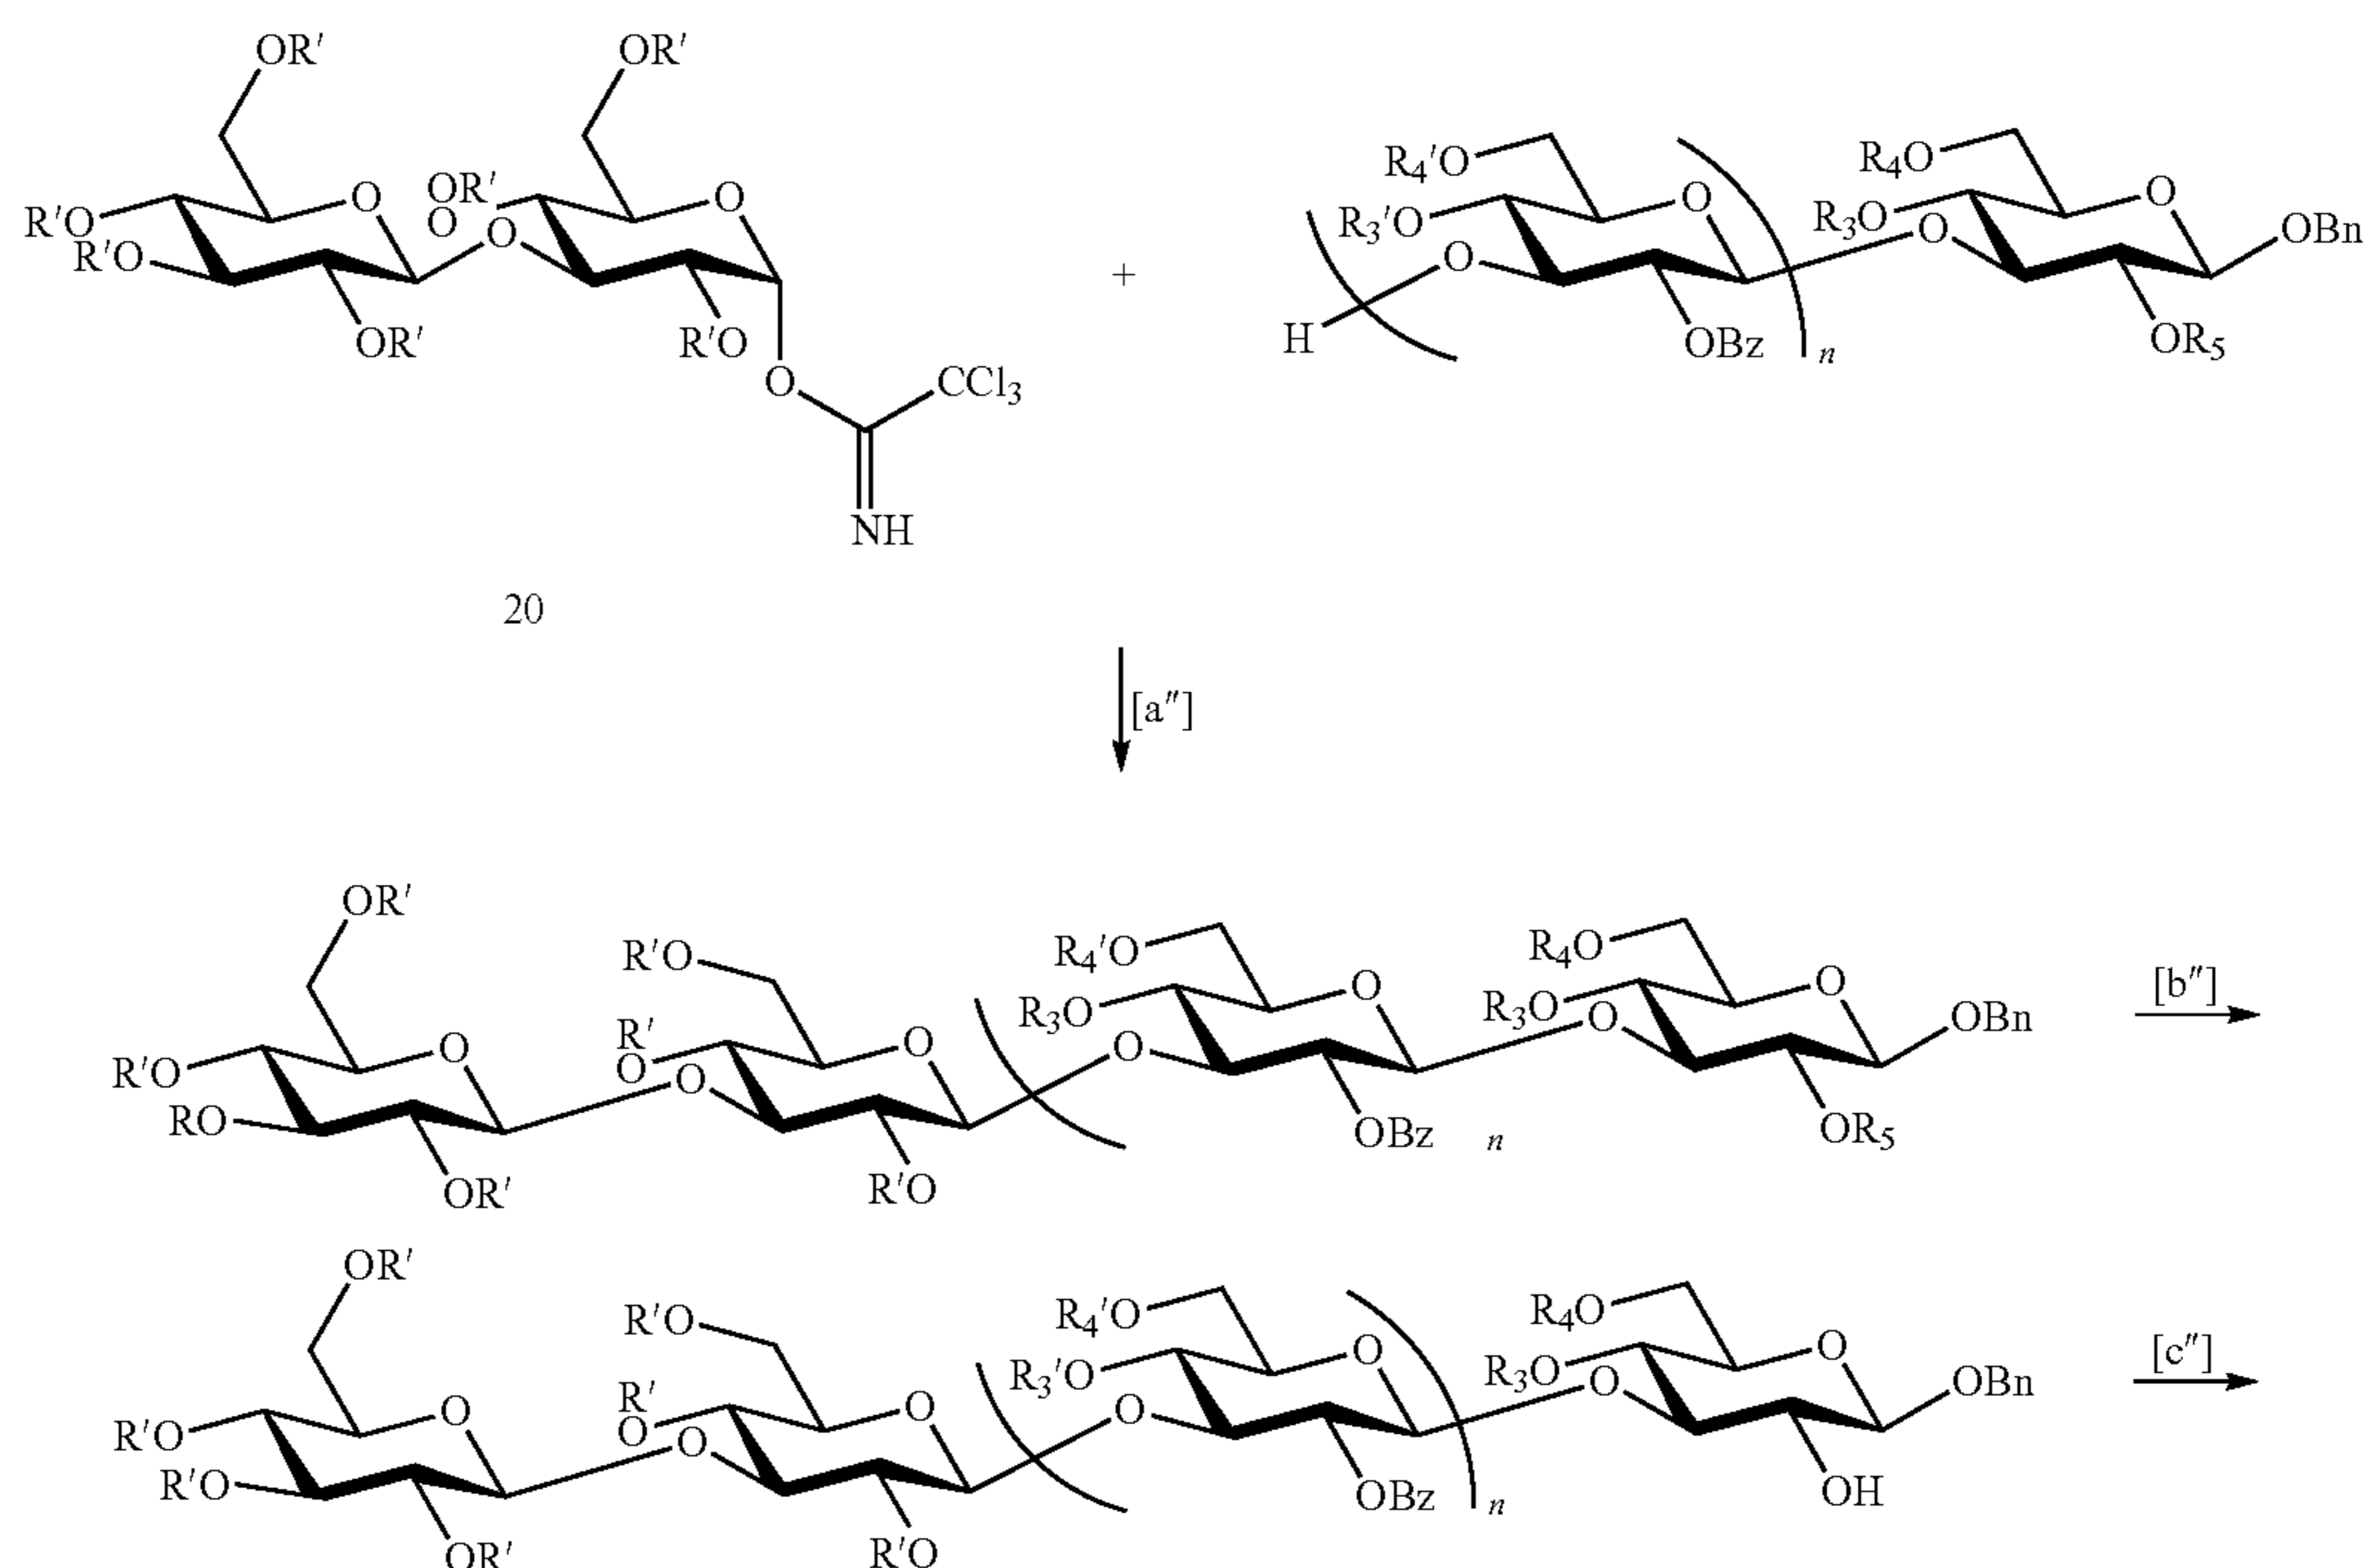 OR' OR'
R₄'O R₄O
OR' O O R'O O O R₃'O O R₃O O O OBn
R'O O
+
OR' R'O H OBz n OR₅
O CCl₃
NH
20
[a″]
OR'
R'O R₄'O R₄O
O R' O R₃O O R₃O O O OBn [b″]
R'O O O O
RO OBz n OR₅
OR' R'O
OR'
R'O R₄'O R₄O
O R' O R₃'O O R₃O O O OBn [c″]
R'O O O O
R'O OBz n OH
OR' R'O